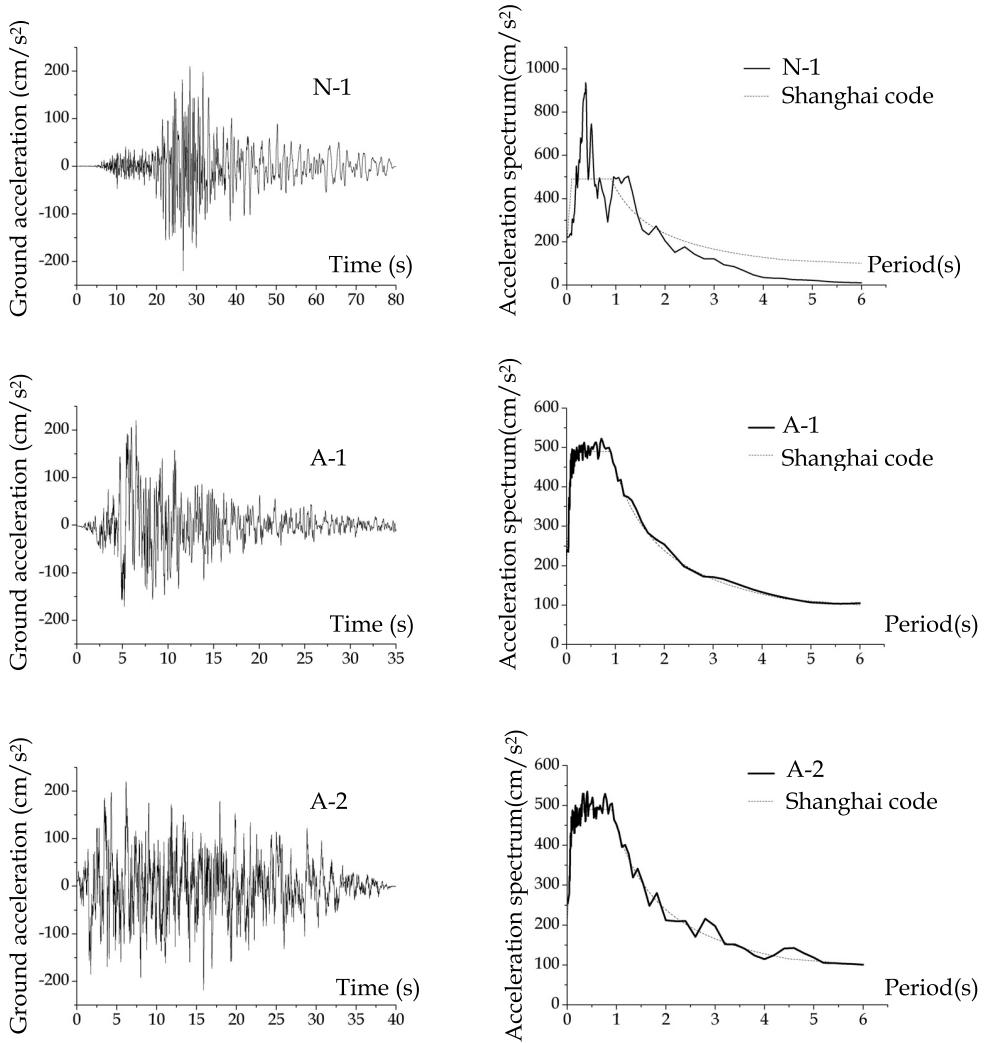 Ground acceleration (cm/s²)
200
100
0
-100
-200
N-1
Time (s)
0 10 20 30 40 50 60 70 80
Acceleration spectrum(cm/s²)
1000
800
600
400
200
0
N-1
Shanghai code
Period(s)
0 1 2 3 4 5 6
Ground acceleration (cm/s²)
200
100
0
-100
-200
A-1
Time (s)
0 5 10 15 20 25 30 35
Acceleration spectrum(cm/s²)
600
500
400
300
200
100
0
A-1
Shanghai code
Period(s)
0 1 2 3 4 5 6
Ground acceleration (cm/s²)
200
100
0
-100
-200
A-2
Time (s)
0 5 10 15 20 25 30 35 40
Acceleration spectrum(cm/s²)
600
500
400
300
200
100
0
A-2
Shanghai code
Period(s)
0 1 2 3 4 5 6